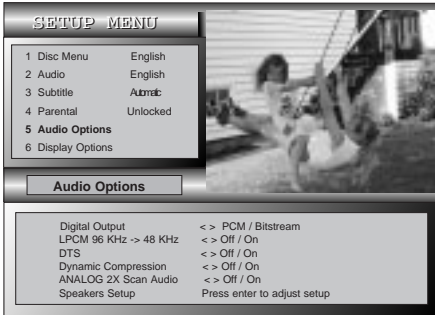 SETUP MENU
1 Disc Menu English
2 Audio English
3 Subtitle Automatic
4 Parental Unlocked
5 Audio Options
6 Display Options
Audio Options
Digital Output < > PCM / Bitstream
LPCM 96 KHz -> 48 KHz < > Off / On
DTS < > Off / On
Dynamic Compression < > Off / On
ANALOG 2X Scan Audio < > Off / On
Speakers Setup Press enter to adjust setup